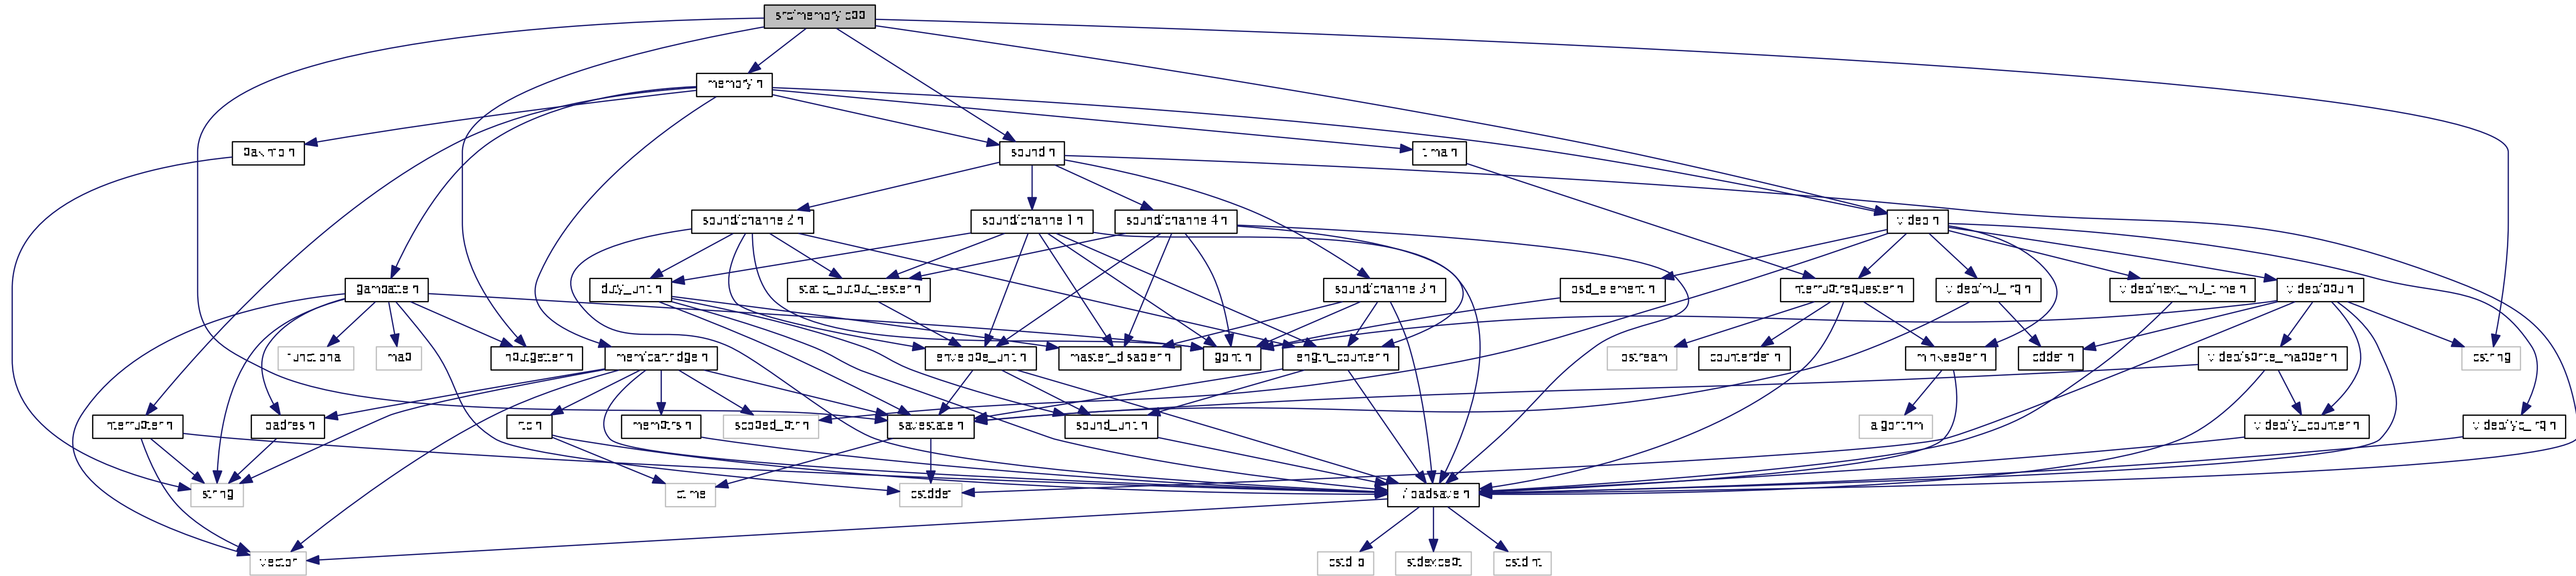 src/memory.cpp
memory.h
bakmp.h
sound.h
tima.h
sound/channel2.h
sound/channel1.h
sound/channel4.h
video.h
gambatte.h
duty_unit.h
static_output_tester.h
sound/channel3.h
osd_element.h
interruptrequester.h
video/m0_irq.h
video/next_m0_time.h
video/ppu.h
functional
map
inputgetter.h
mem/cartridge.h
envelope_unit.h
master_disabler.h
gbint.h
length_counter.h
ostream
counterdef.h
minkeeper.h
video/sprite_mapper.h
cstring
interrupter.h
loadres.h
rtc.h
memptrs.h
scoped_ptr.h
savestate.h
sound_unit.h
algorithm
video/ly_counter.h
video/lyc_irq.h
string
ctime
cstddef
../loadsave.h
vector
cstdio
stdexcept
cstdint